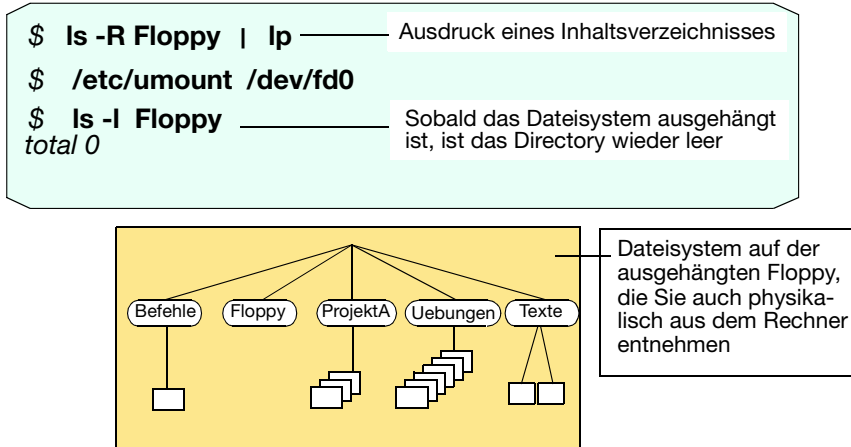 $ ls -R Floppy | lp
Ausdruck eines Inhaltsverzeichnisses
$ /etc/umount /dev/fd0
$ ls -l Floppy
Sobald das Dateisystem ausgehängt
ist, ist das Directory wieder leer
total 0
Dateisystem auf der
ausgehängten Floppy,
die Sie auch physika-
lisch aus dem Rechner
entnehmen
Befehle Floppy ProjektA Uebungen Texte